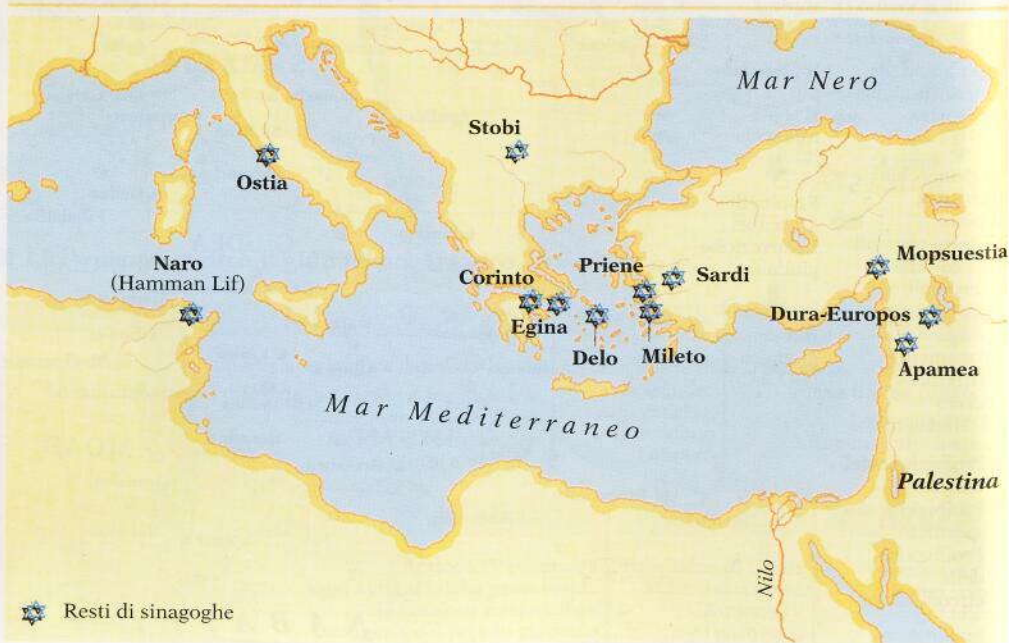 Mar Nero
Stobi
Ostia
Naro
(Hamman Lif)
Corinto
Priene
Sardi
Mopsuestia
Egina
Dura-Europos
Delo
Mileto
Apamea
Mar Mediterraneo
Palestina
Nilo
Resti di sinagoghe